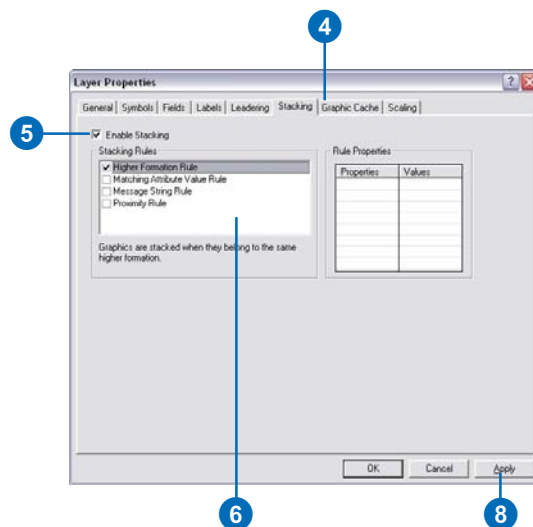 4
Layer Properties
?
General Symbols Fields Labels Leadering Stacking Graphic Cache Scaling
5
Enable Stacking
Stacking Rules
Higher Formation Rule
Matching Attribute Value Rule
Message String Rule
Proximity Rule
Graphics are stacked when they belong to the same
higher formation.
Rule Properties
Properties Values
OK Cancel Apply
6
8